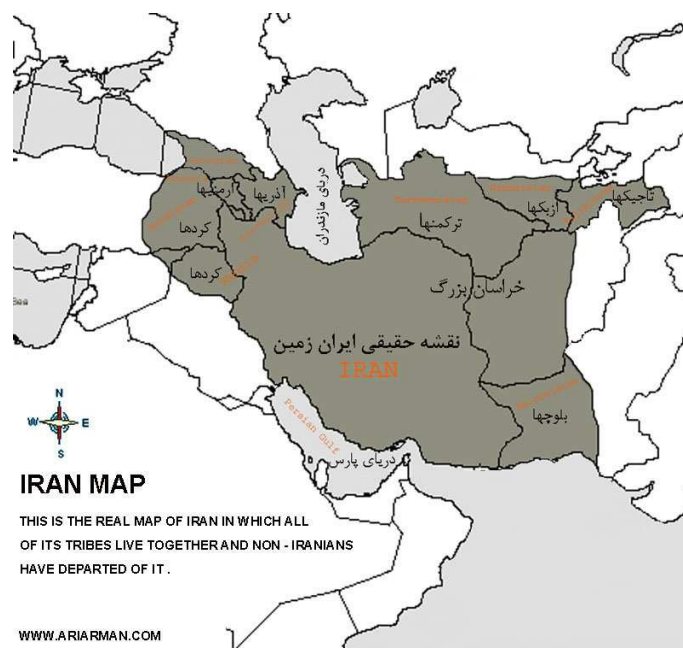 دریای مازندران
ارمنیها
آذریها
تاجیکها
ازبکها
ترکمنها
کردها
کردها
خراسان بزرگ
نقشه حقیقی ایران زمین
IRAN
بلوچها
Persian Gulf
دریای پارس
N
W E
S
IRAN MAP
THIS IS THE REAL MAP OF IRAN IN WHICH ALL
OF ITS TRIBES LIVE TOGETHER AND NON - IRANIANS
HAVE DEPARTED OF IT .
WWW.ARIARMAN.COM